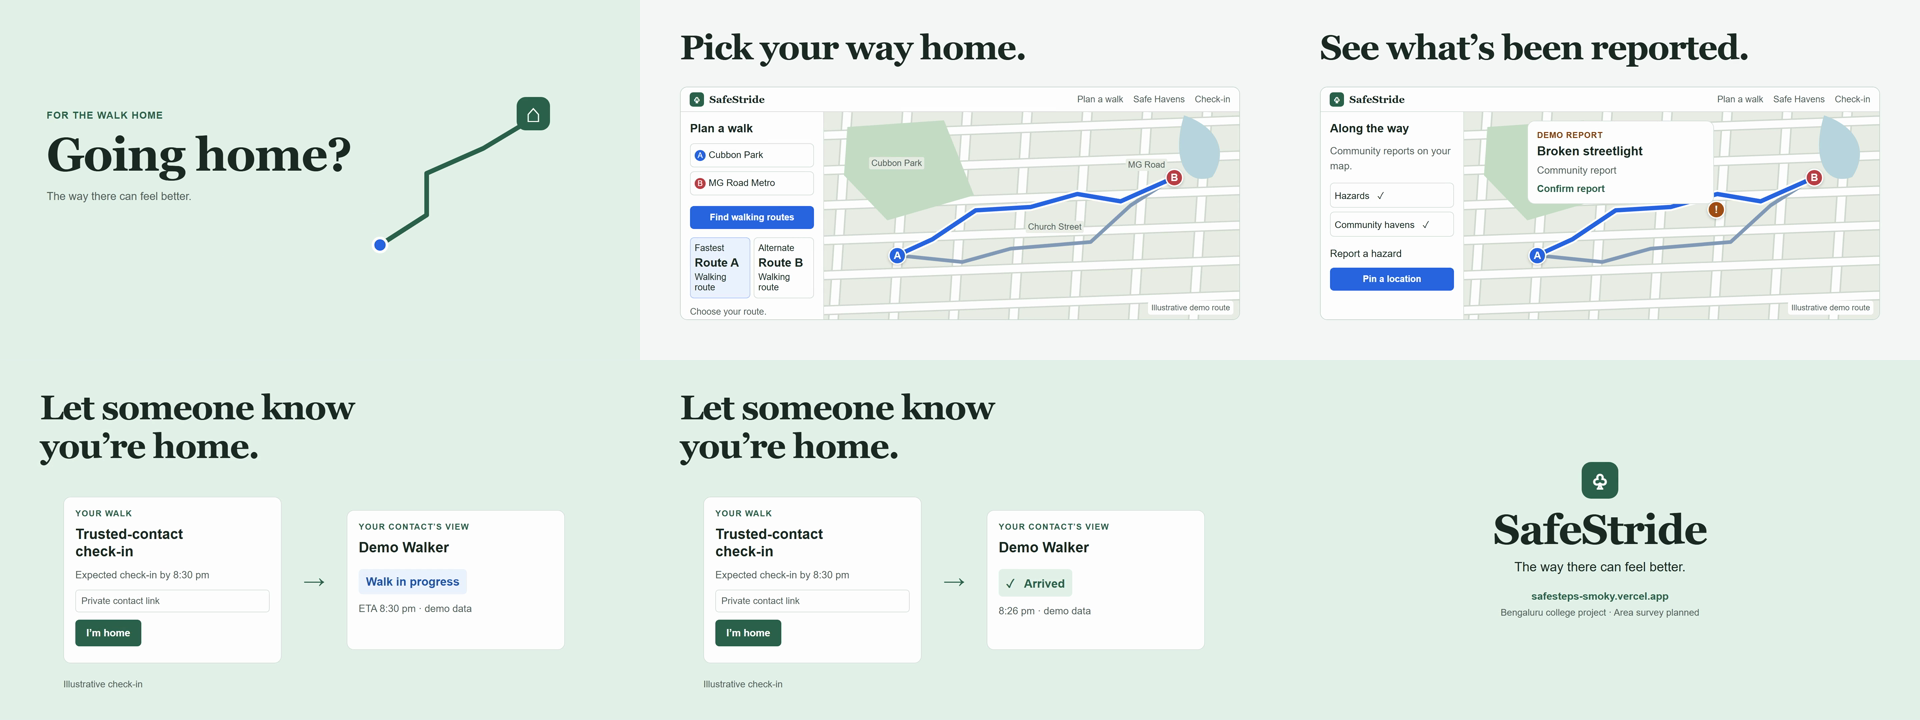 FOR THE WALK HOME
Going home?
The way there can feel better.
Pick your way home.
SafeStride
Plan a walk Safe Havens Check-in
Plan a walk
A Cubbon Park
B MG Road Metro
Find walking routes
Fastest
Route A
Walking
route
Alternate
Route B
Walking
route
Choose your route.
Cubbon Park
MG Road
B
Church Street
A
Illustrative demo route
See what’s been reported.
SafeStride
Plan a walk Safe Havens Check-in
Along the way
Community reports on your
map.
Hazards ✓
Community havens ✓
Report a hazard
Pin a location
DEMO REPORT
Broken streetlight
Community report
Confirm report
B
!
A
Illustrative demo route
Let someone know
you’re home.
YOUR WALK
Trusted-contact
check-in
Expected check-in by 8:30 pm
Private contact link
I’m home
→
YOUR CONTACT’S VIEW
Demo Walker
Walk in progress
ETA 8:30 pm · demo data
Illustrative check-in
Let someone know
you’re home.
YOUR WALK
Trusted-contact
check-in
Expected check-in by 8:30 pm
Private contact link
I’m home
→
YOUR CONTACT’S VIEW
Demo Walker
✓ Arrived
8:26 pm · demo data
Illustrative check-in
SafeStride
The way there can feel better.
safesteps-smoky.vercel.app
Bengaluru college project · Area survey planned